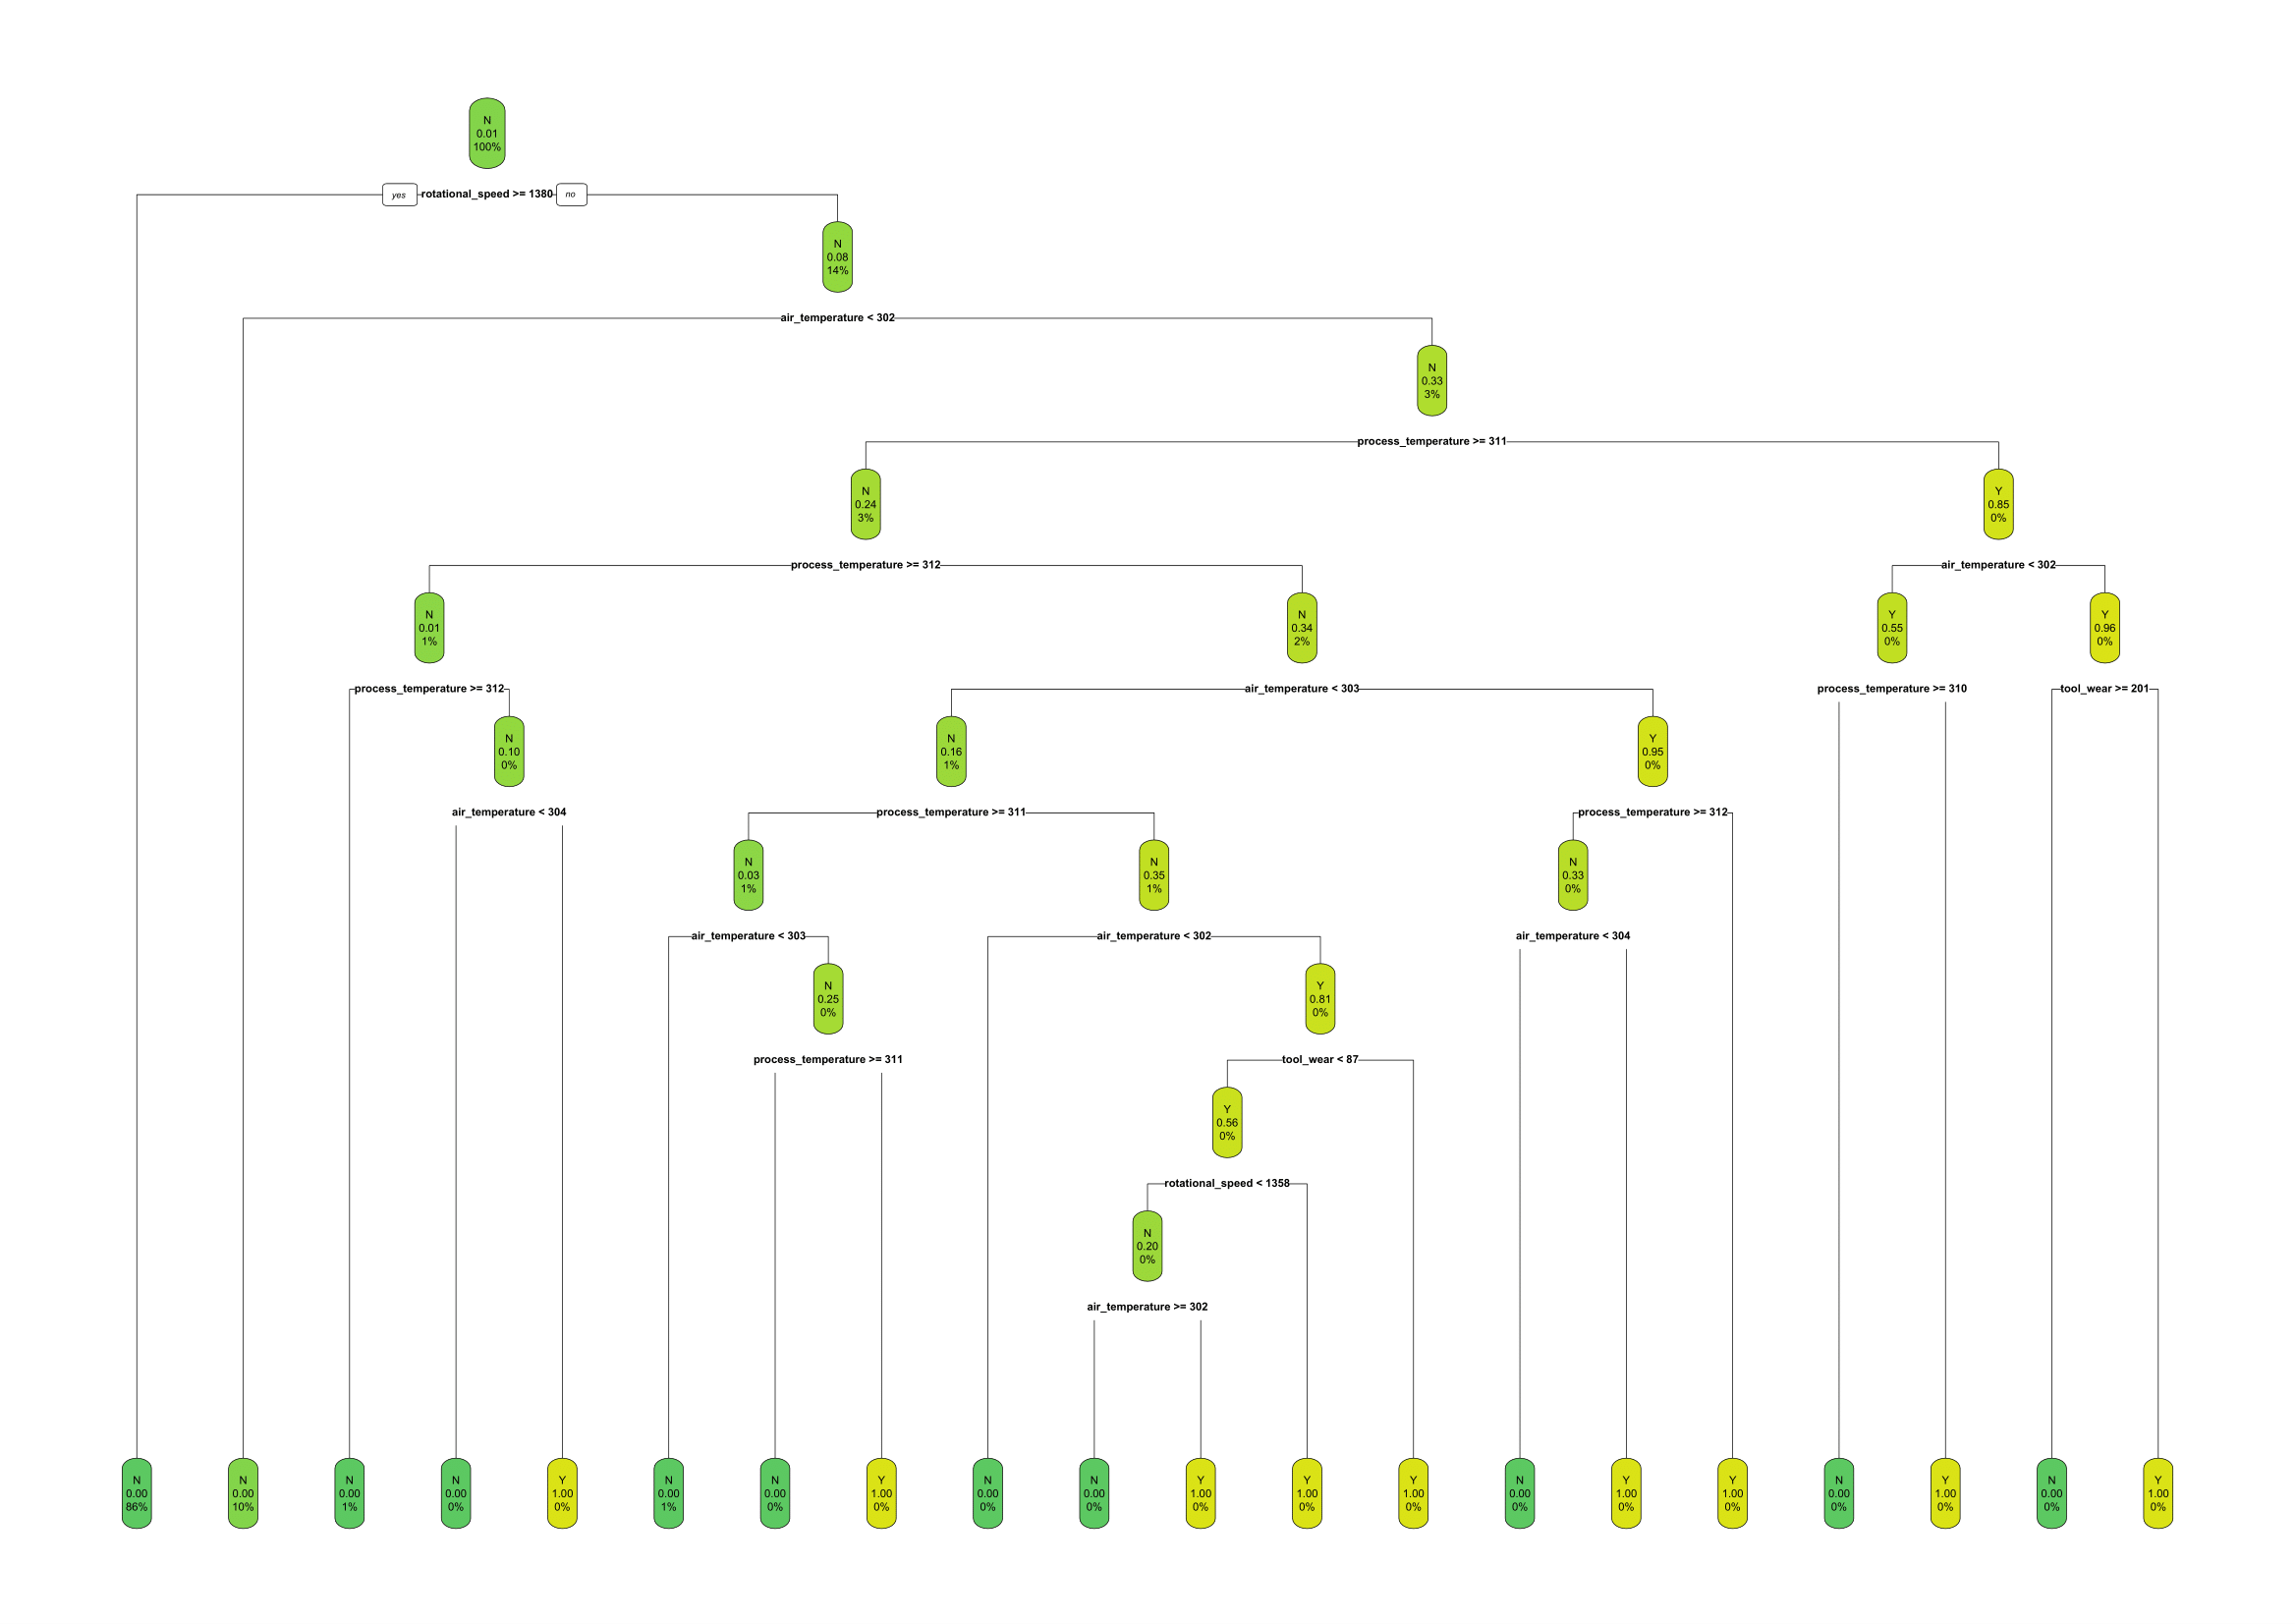 N
0.01
100%
yes rotational_speed >= 1380 no
N
0.08
14%
air_temperature < 302
N
0.33
3%
process_temperature >= 311
N
0.24
3%
Y
0.85
0%
process_temperature >= 312
air_temperature < 302
N
0.01
1%
N
0.34
2%
Y
0.55
0%
Y
0.96
0%
process_temperature >= 312
air_temperature < 303
process_temperature >= 310
tool_wear >= 201
N
0.10
0%
N
0.16
1%
Y
0.95
0%
air_temperature < 304
process_temperature >= 311
process_temperature >= 312
N
0.03
1%
N
0.35
1%
N
0.33
0%
air_temperature < 303
air_temperature < 302
air_temperature < 304
N
0.25
0%
Y
0.81
0%
process_temperature >= 311
tool_wear < 87
Y
0.56
0%
rotational_speed < 1358
N
0.20
0%
air_temperature >= 302
N
0.00
86%
N
0.00
10%
N
0.00
1%
N
0.00
0%
Y
1.00
0%
N
0.00
1%
N
0.00
0%
Y
1.00
0%
N
0.00
0%
N
0.00
0%
Y
1.00
0%
Y
1.00
0%
Y
1.00
0%
N
0.00
0%
Y
1.00
0%
Y
1.00
0%
N
0.00
0%
Y
1.00
0%
N
0.00
0%
Y
1.00
0%